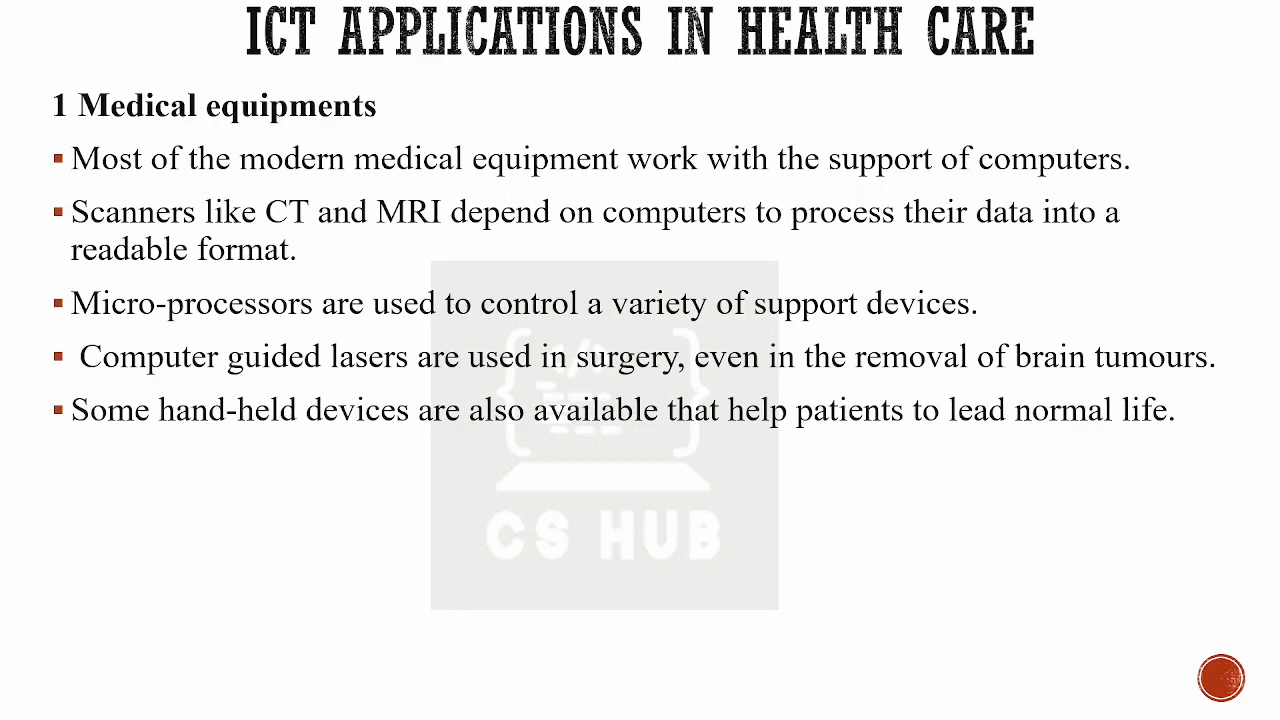 ICT APPLICATIONS IN HEALTH CARE
1 Medical equipments
▪ Most of the modern medical equipment work with the support of computers.
▪ Scanners like CT and MRI depend on computers to process their data into a
readable format.
▪ Micro-processors are used to control a variety of support devices.
▪ Computer guided lasers are used in surgery, even in the removal of brain tumours.
▪ Some hand-held devices are also available that help patients to lead normal life.
</>
CS HUB